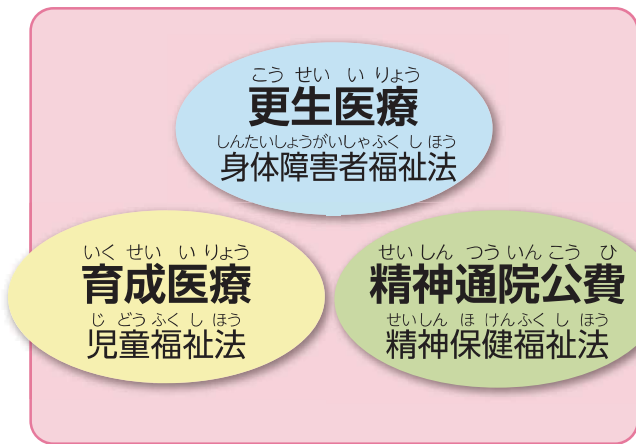 こうせいいりょう
更生医療
しんたいしょうがいしゃふくしほう
身体障害者福祉法
いくせいいりょう
育成医療
じどうふくしほう
児童福祉法
せいしんつういんこうひ
精神通院公費
せいしんほけんふくしほう
精神保健福祉法